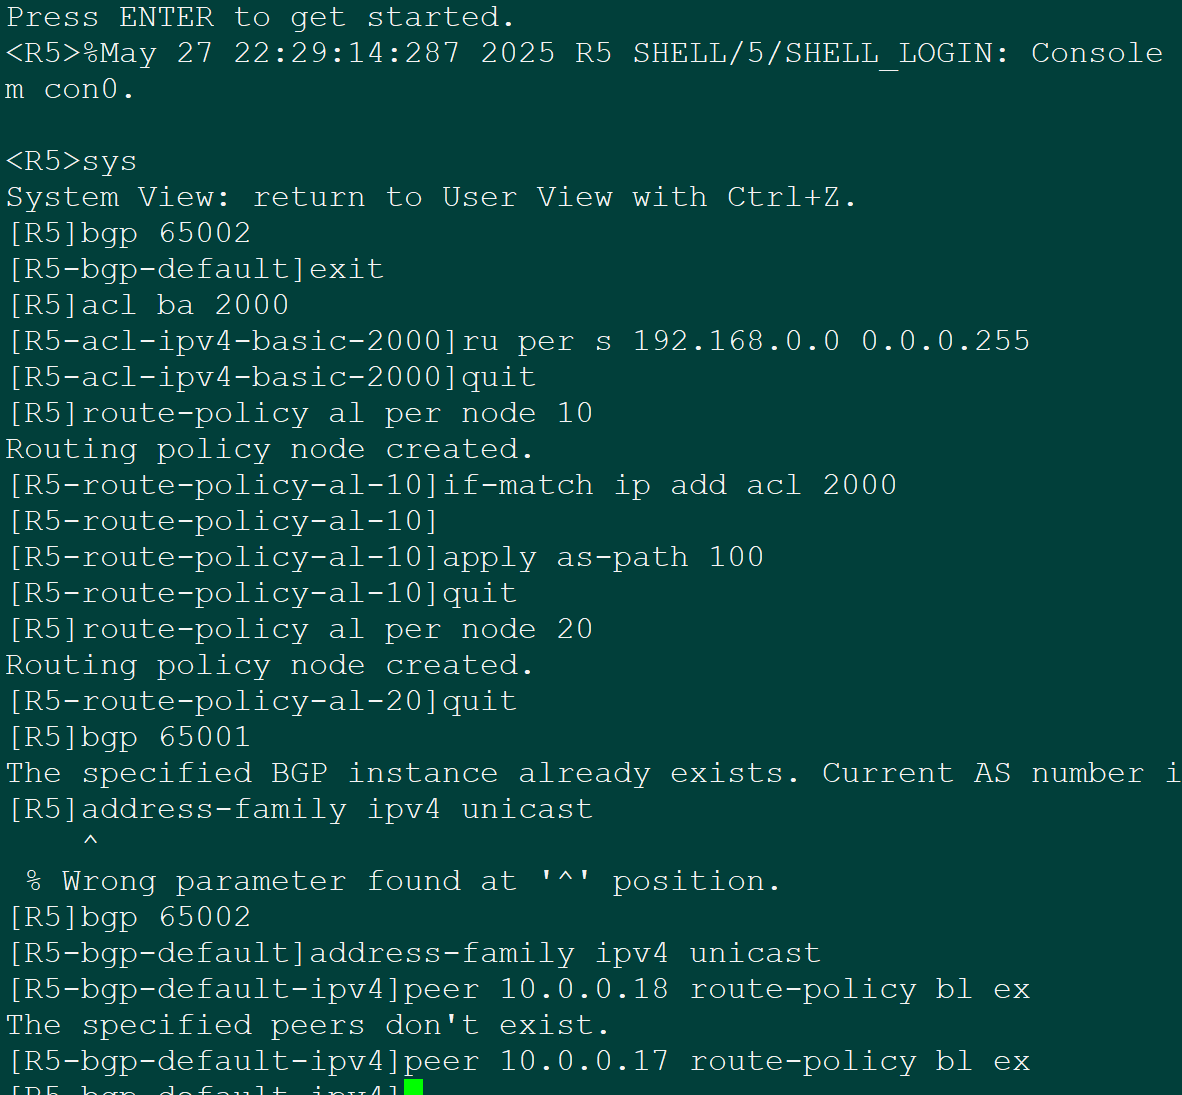 Press ENTER to get started.
<R5>%May 27 22:29:14:287 2025 R5 SHELL/5/SHELL_LOGIN: Console
m con0.
<R5>sys
System View: return to User View with Ctrl+Z.
[R5]bgp 65002
[R5-bgp-default]exit
[R5]acl ba 2000
[R5-acl-ipv4-basic-2000]ru per s 192.168.0.0 0.0.0.255
[R5-acl-ipv4-basic-2000]quit
[R5]route-policy al per node 10
Routing policy node created.
[R5-route-policy-al-10]if-match ip add acl 2000
[R5-route-policy-al-10]
[R5-route-policy-al-10]apply as-path 100
[R5-route-policy-al-10]quit
[R5]route-policy al per node 20
Routing policy node created.
[R5-route-policy-al-20]quit
[R5]bgp 65001
The specified BGP instance already exists. Current AS number i
[R5]address-family ipv4 unicast
^
% Wrong parameter found at '^' position.
[R5]bgp 65002
[R5-bgp-default]address-family ipv4 unicast
[R5-bgp-default-ipv4]peer 10.0.0.18 route-policy bl ex
The specified peers don't exist.
[R5-bgp-default-ipv4]peer 10.0.0.17 route-policy bl ex
[R5-bgp-default-ipv4]